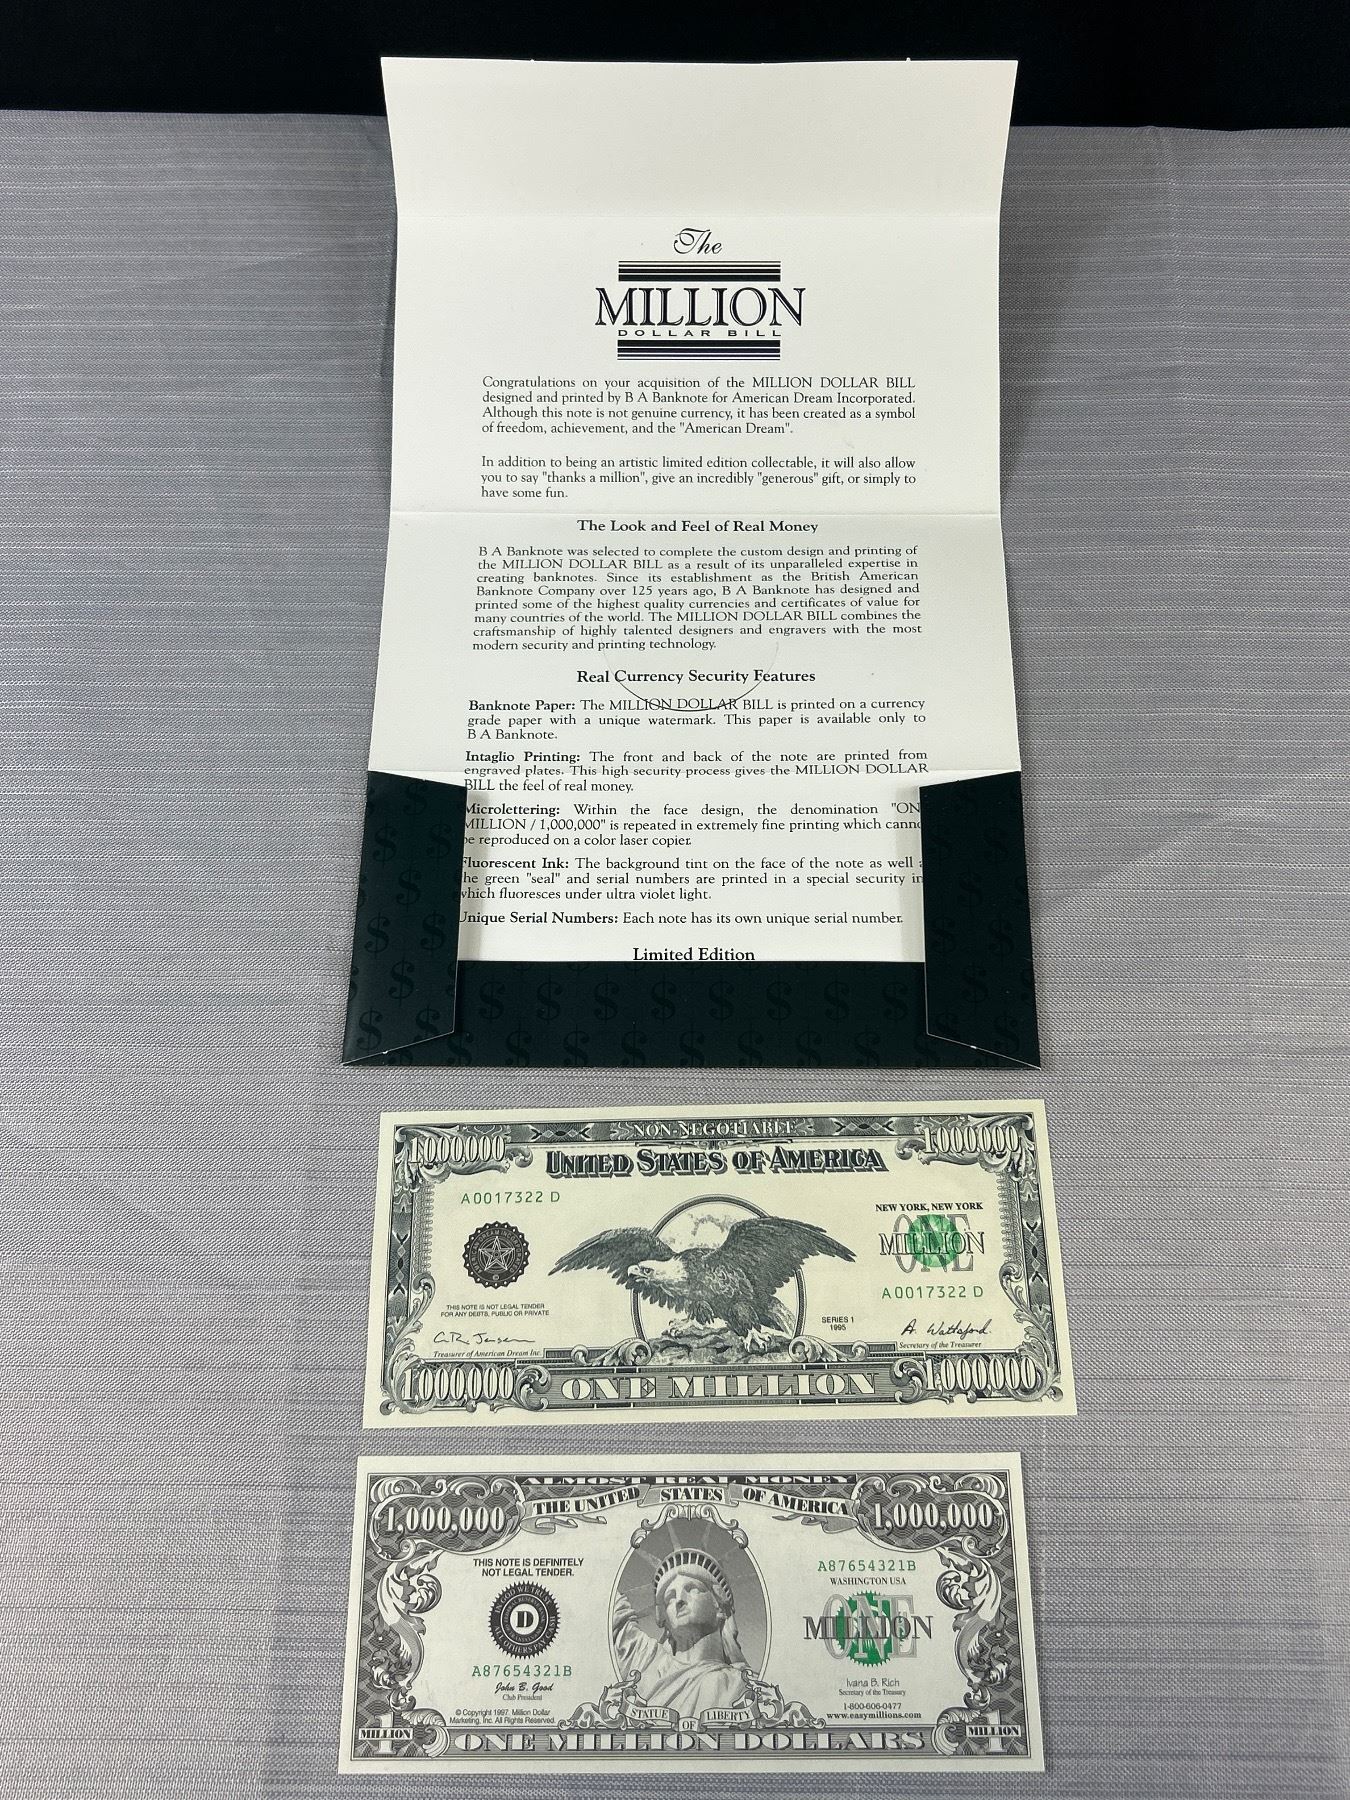 The
MILLION
DOLLAR BILL
Congratulations on your acquisition of the MILLION DOLLAR BILL
designed and printed by B A Banknote for American Dream Incorporated.
Although this note is not genuine currency, it has been created as a symbol
of freedom, achievement, and the "American Dream".
In addition to being an artistic limited edition collectable, it will also allow
you to say "thanks a million", give an incredibly "generous" gift, or simply to
have some fun.
The Look and Feel of Real Money
B A Banknote was selected to complete the custom design and printing of
the MILLION DOLLAR BILL as a result of its unparalleled expertise in
creating banknotes. Since its establishment as the British American
Banknote Company over 125 years ago, B A Banknote has designed and
printed some of the highest quality currencies and certificates of value for
many countries of the world. The MILLION DOLLAR BILL combines the
craftsmanship of highly talented designers and engravers with the most
modern security and printing technology.
Real Currency Security Features
Banknote Paper: The MILLION DOLLAR BILL is printed on a currency
grade paper with a unique watermark. This paper is available only to
B A Banknote.
Intaglio Printing: The front and back of the note are printed from
engraved plates. This high security process gives the MILLION DOLLAR
BILL the feel of real money.
Microlettering: Within the face design, the denomination "ON
MILLION / 1,000,000" is repeated in extremely fine printing which canno
be reproduced on a color laser copier.
Fluorescent Ink: The background tint on the face of the note as well a
he green "seal" and serial numbers are printed in a special security in
which fluoresces under ultra violet light.
Unique Serial Numbers: Each note has its own unique serial number.
Limited Edition
NON-NEGOTIABLE
1000000 UNITED STATES OF AMERICA 1000000
A0017322 D
NEW YORK, NEW YORK
ONE
MILLION
A0017322 D
THIS NOTE IS NOT LEGAL TENDER
FOR ANY DEBTS, PUBLIC OR PRIVATE
SERIES 1
1995
C.R. Jensen
Treasurer of American Dream Inc.
A. Wattaford
Secretary of the Treasurer
1000000 ONE MILLION 1000000
ALMOST REAL MONEY
THE UNITED STATES OF AMERICA
1,000,000 1,000,000
THIS NOTE IS DEFINITELY
NOT LEGAL TENDER.
A87654321B
WASHINGTON USA
D
ONE
MILLION
A87654321B
John B. Good
Club President
Ivana B. Rich
Secretary of the Treasury
1-800-606-0477
www.easymillions.com
© Copyright 1997. Million Dollar
Marketing, Inc. All Rights Reserved.
STATUE OF LIBERTY
1 MILLION
1 MILLION
ONE MILLION DOLLARS